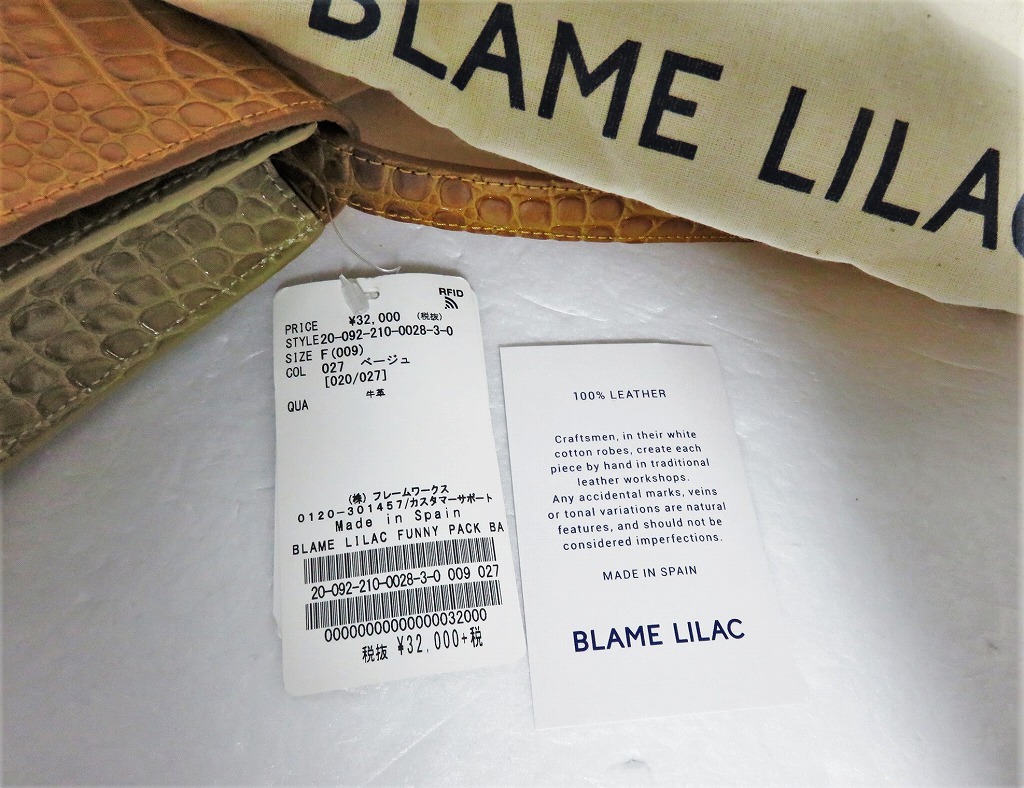 BLAME LILAC
RFID
PRICE ¥32,000 (税抜)
STYLE20-092-210-0028-3-0
SIZE F(009)
COL 027 ベージュ
[020/027]
QUA 牛革
(株) フレームワークス
0120-301457/カスタマーサポート
Made in Spain
BLAME LILAC FUNNY PACK BA
20-092-210-0028-3-0 009 027
00000000000000032000
税抜 ¥32,000+税
100% LEATHER
Craftsmen, in their white
cotton robes, create each
piece by hand in traditional
leather workshops.
Any accidental marks, veins
or tonal variations are natural
features, and should not be
considered imperfections.
MADE IN SPAIN
BLAME LILAC